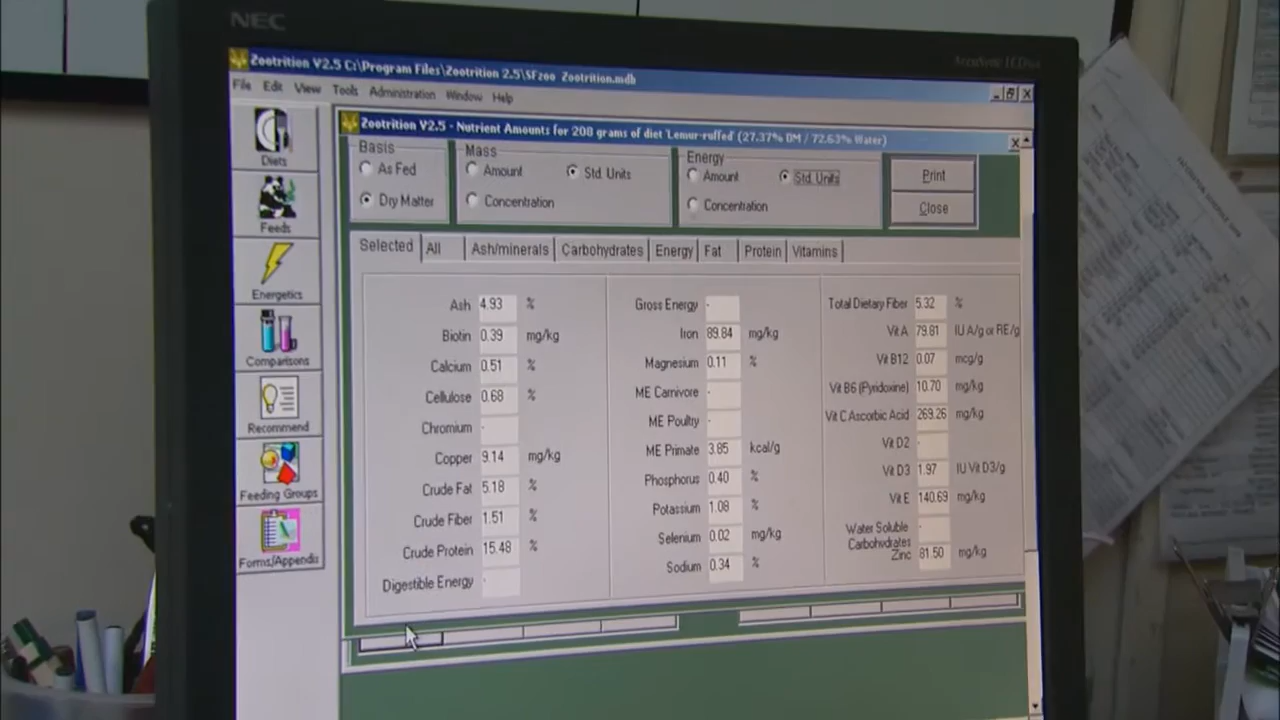 NEC
AccuSync LCD
Zootrition V2.5 C:\Program Files\Zootrition 2.5\SFzoo Zootrition.mdb
File Edit View Tools Administration Window Help
Zootrition V2.5 - Nutrient Amounts for 208 grams of diet 'Lemur-ruffed' (27.37% DM / 72.63% Water)
Diets
Feeds
Energetics
Comparisons
Recommend
Feeding Groups
Forms/Appendis
Basis
As Fed
Dry Matter
Mass
Amount Std. Units
Concentration
Energy
Amount Std. Units
Concentration
Print
Close
Selected All Ash/minerals Carbohydrates Energy Fat Protein Vitamins
Ash 4.93 %
Biotin 0.39 mg/kg
Calcium 0.51 %
Cellulose 0.68 %
Chromium -
Copper 9.14 mg/kg
Crude Fat 5.18 %
Crude Fiber 1.51 %
Crude Protein 15.48 %
Digestible Energy -
Gross Energy -
Iron 89.84 mg/kg
Magnesium 0.11 %
ME Carnivore -
ME Poultry -
ME Primate 3.85 kcal/g
Phosphorus 0.40 %
Potassium 1.08 %
Selenium 0.02 mg/kg
Sodium 0.34 %
Total Dietary Fiber 5.32 %
Vit A 79.81 IU A/g or RE/g
Vit B12 0.07 mcg/g
Vit B6 (Pyridoxine) 10.70 mg/kg
Vit C Ascorbic Acid 269.26 mg/kg
Vit D2 -
Vit D3 1.97 IU Vit D3/g
Vit E 140.69 mg/kg
Water Soluble -
Carbohydrates
Zinc 81.50 mg/kg